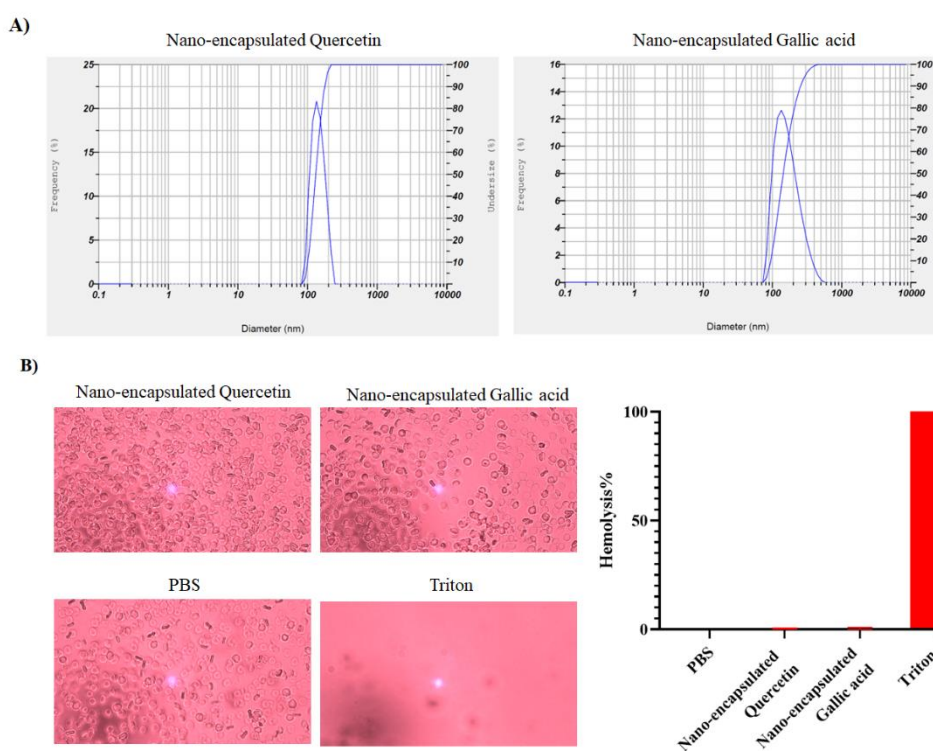 A)
Nano-encapsulated Quercetin
Nano-encapsulated Gallic acid
25
20
15
10
5
0
Frequency (%)
100
90
80
70
60
50
40
30
20
10
0
Undersize (%)
0.1 1 10 100 1000 10000
Diameter (nm)
16
14
12
10
8
6
4
2
0
Frequency (%)
100
90
80
70
60
50
40
30
20
10
0
0.1 1 10 100 1000 10000
Diameter (nm)
B)
Nano-encapsulated Quercetin
Nano-encapsulated Gallic acid
PBS
Triton
100
50
0
Hemolysis%
PBS
Nano-encapsulated
Quercetin
Nano-encapsulated
Gallic acid
Triton